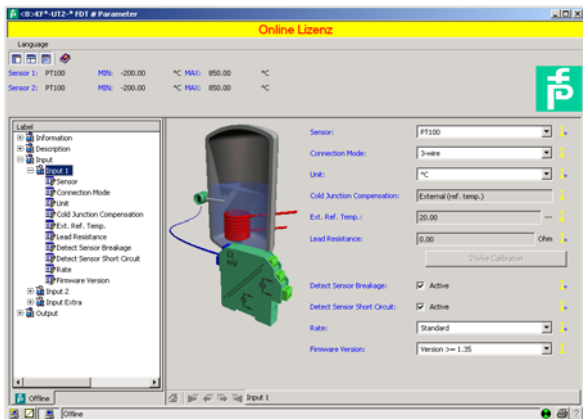 <0>KF*-UT2-* FDT # Parameter
Online Lizenz
Language
Sensor 1: PT100 MIN: -200.00 °C MAX: 850.00 °C
Sensor 2: PT100 MIN: -200.00 °C MAX: 850.00 °C
Label
Information
Description
Input
Input 1
Sensor
Connection Mode
Unit
Cold Junction Compensation
Ext. Ref. Temp.
Lead Resistance
Detect Sensor Breakage
Detect Sensor Short Circuit
Rate
Firmware Version
Input 2
Input Extra
Output
Offline
Ω
mV
Sensor: PT100
Connection Mode: 3-wire
Unit: °C
Cold Junction Compensation: External (ref. temp.)
Ext. Ref. Temp.: 20.00 ...
Lead Resistance: 0.00 Ohm
2-Wire Calibration
Detect Sensor Breakage: Active
Detect Sensor Short Circuit: Active
Rate: Standard
Firmware Version: Version >= 1.35
Input 1
Offline